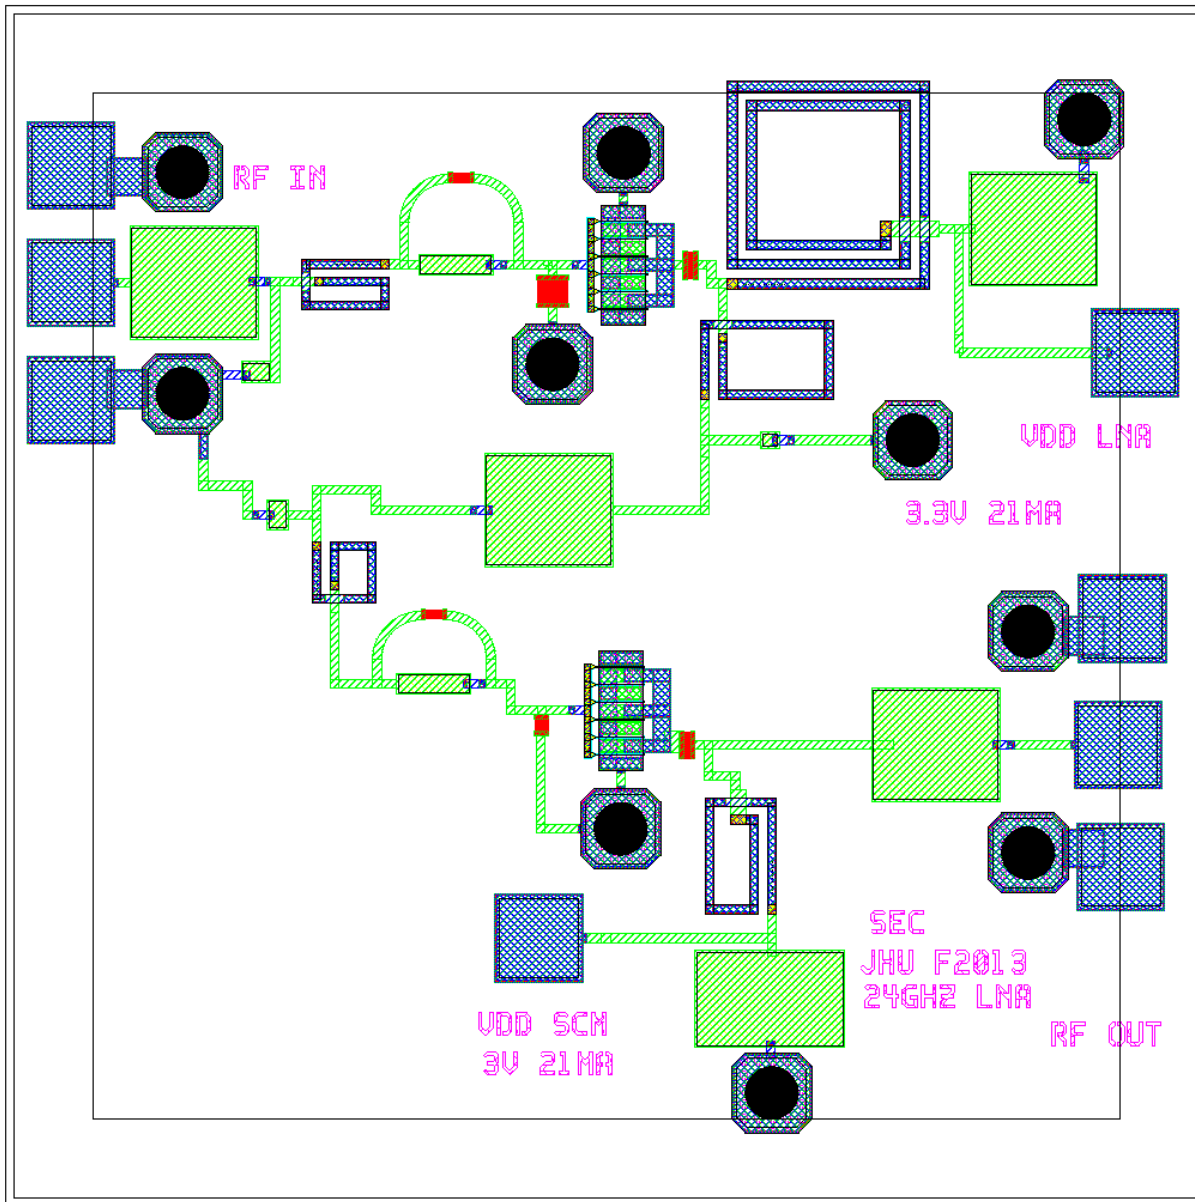 RF IN
VDD LNA
3.3V 21MA
SEC
JHU F2013
24GHZ LNA
RF OUT
VDD SCM
3V 21MA